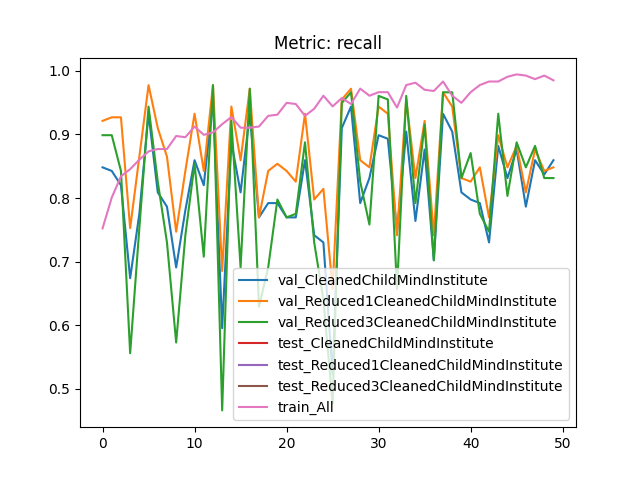 Metric: recall
1.0
0.9
0.8
0.7
0.6
0.5
0
10
20
30
40
50
val_CleanedChildMindInstitute
val_Reduced1CleanedChildMindInstitute
val_Reduced3CleanedChildMindInstitute
test_CleanedChildMindInstitute
test_Reduced1CleanedChildMindInstitute
test_Reduced3CleanedChildMindInstitute
train_All